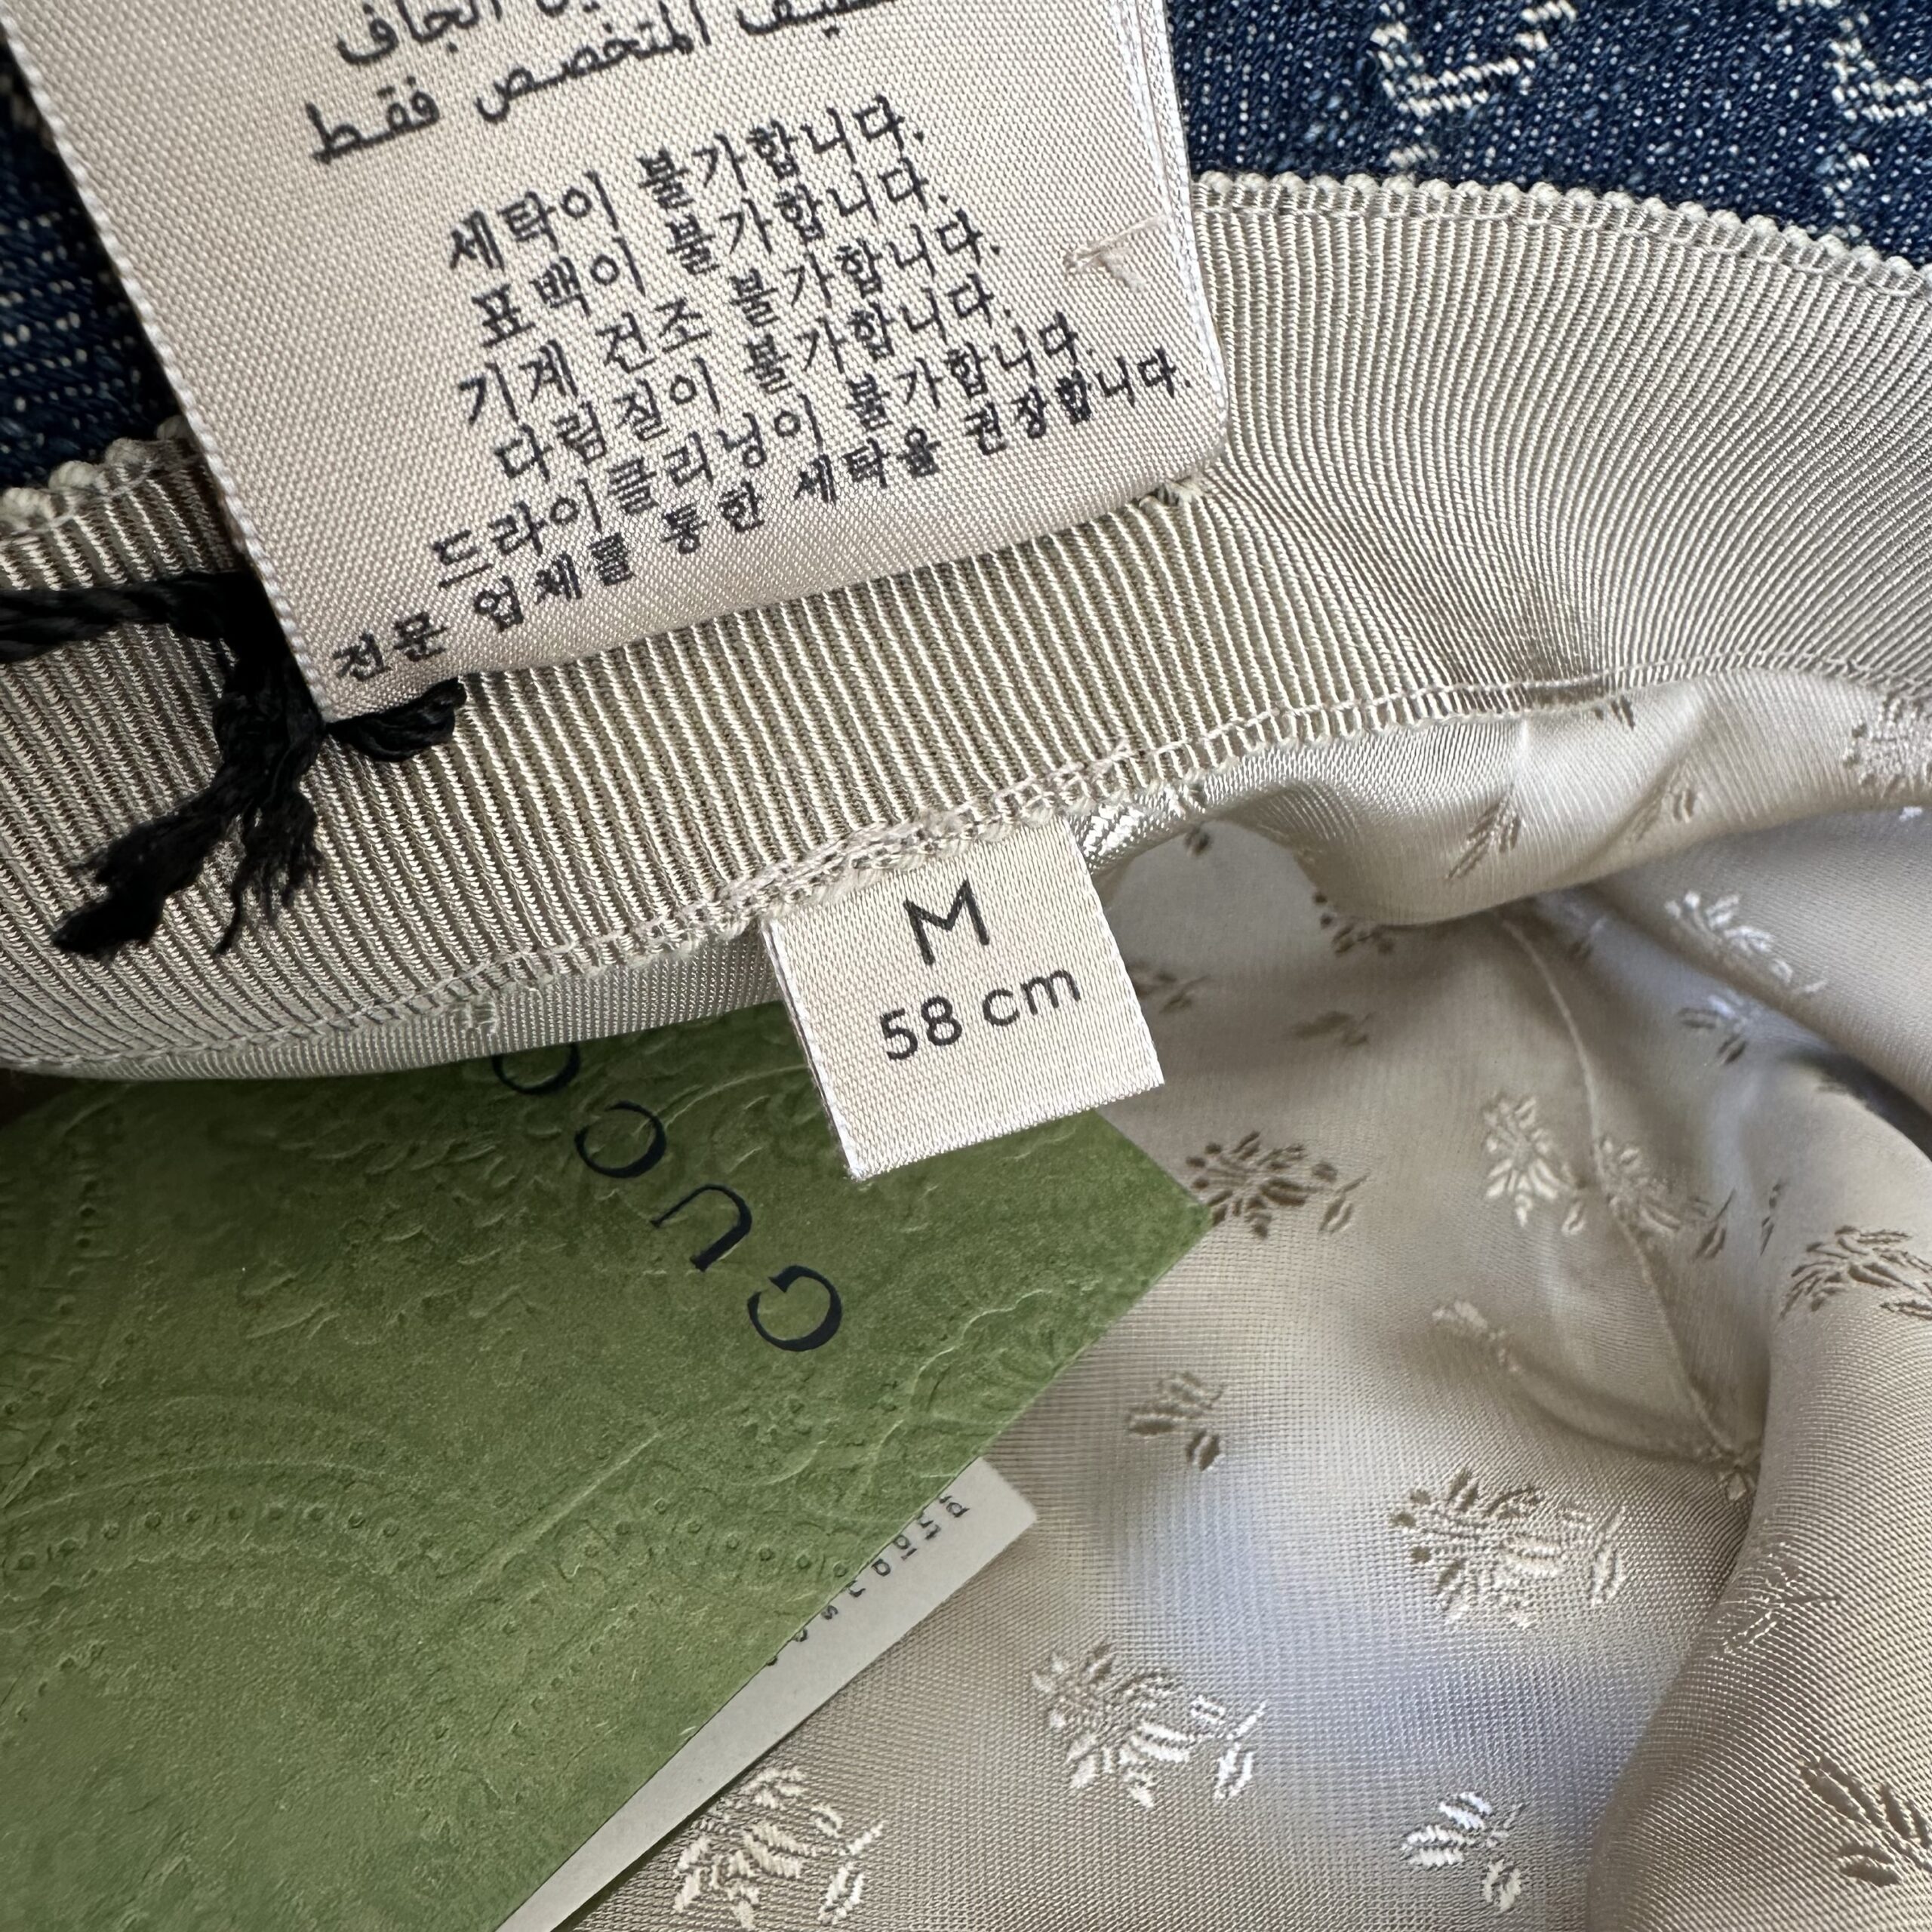 الجاف
المتخصص فقط
세탁이 불가합니다.
표백이 불가합니다.
기계 건조 불가합니다.
다림질이 불가합니다.
드라이클리닝이 불가합니다.
전문 업체를 통한 세탁을 권장합니다.
M
58 cm
GUCCI